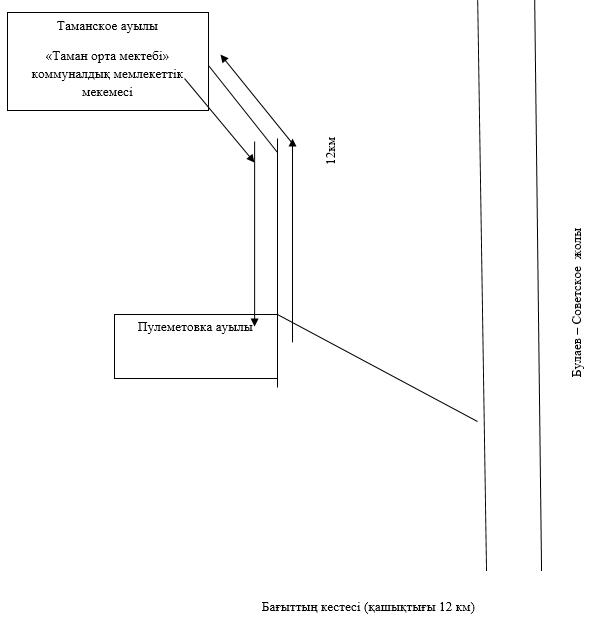 Таманское ауылы
«Таман орта мектебі»
коммуналдық мемлекеттік
мекемесі
12км
Пулеметовка ауылы
Булаев – Советское жолы
Бағыттың кестесі (қашықтығы 12 км)